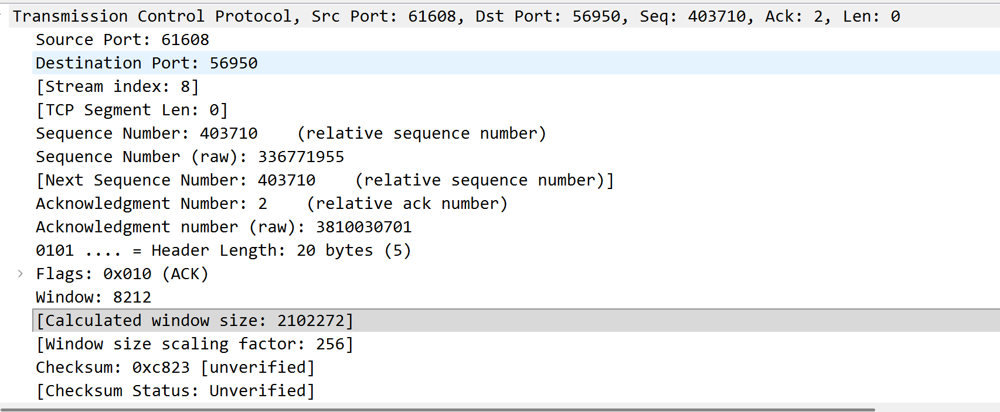 Transmission Control Protocol, Src Port: 61608, Dst Port: 56950, Seq: 403710, Ack: 2, Len: 0
Source Port: 61608
Destination Port: 56950
[Stream index: 8]
[TCP Segment Len: 0]
Sequence Number: 403710    (relative sequence number)
Sequence Number (raw): 336771955
[Next Sequence Number: 403710    (relative sequence number)]
Acknowledgment Number: 2    (relative ack number)
Acknowledgment number (raw): 3810030701
0101 .... = Header Length: 20 bytes (5)
Flags: 0x010 (ACK)
Window: 8212
[Calculated window size: 2102272]
[Window size scaling factor: 256]
Checksum: 0xc823 [unverified]
[Checksum Status: Unverified]